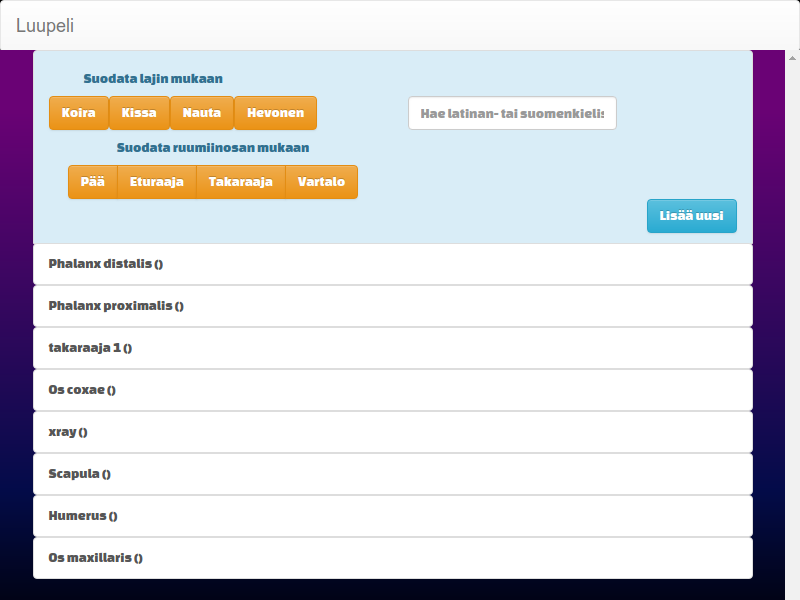 Luupeli
Suodata lajin mukaan
Koira Kissa Nauta Hevonen
Hae latinan- tai suomenkielis
Suodata ruumiinosan mukaan
Pää Eturaaja Takaraaja Vartalo
Lisää uusi
Phalanx distalis ()
Phalanx proximalis ()
takaraaja 1 ()
Os coxae ()
xray ()
Scapula ()
Humerus ()
Os maxillaris ()